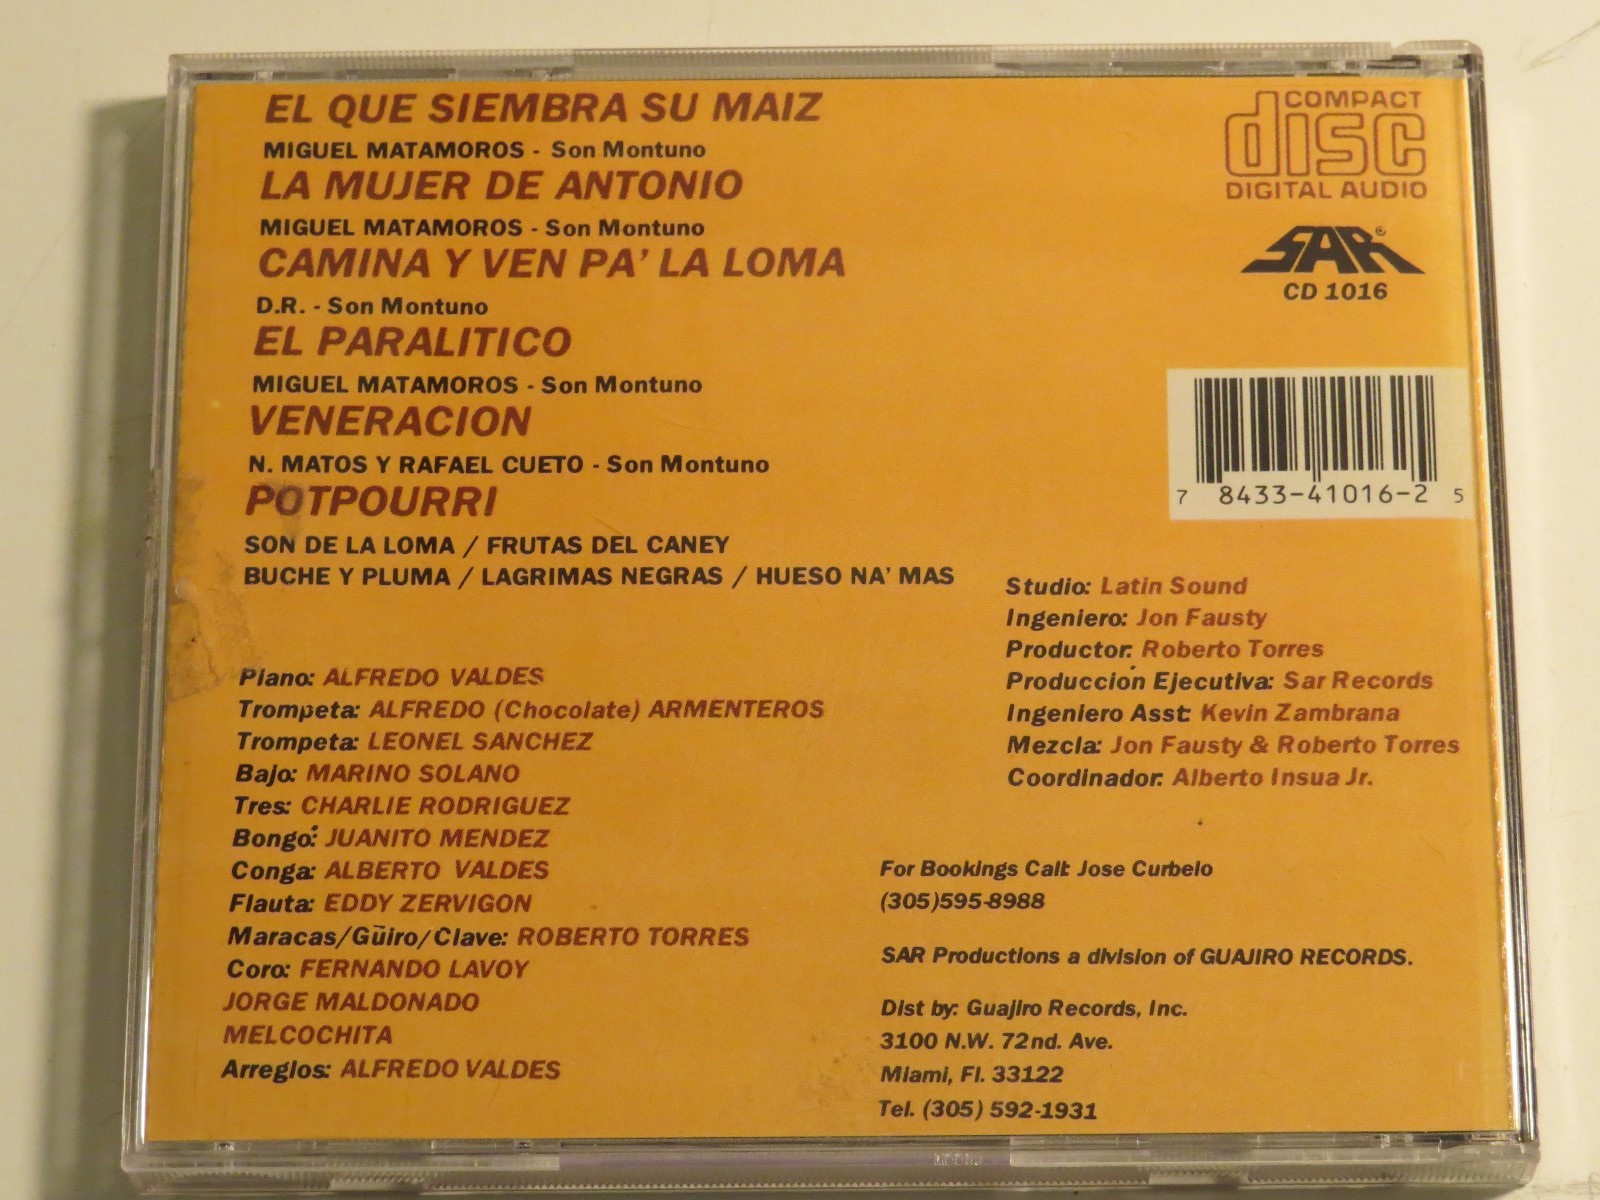 EL QUE SIEMBRA SU MAIZ
MIGUEL MATAMOROS - Son Montuno
LA MUJER DE ANTONIO
MIGUEL MATAMOROS - Son Montuno
CAMINA Y VEN PA' LA LOMA
D.R. - Son Montuno
EL PARALITICO
MIGUEL MATAMOROS - Son Montuno
VENERACION
N. MATOS Y RAFAEL CUETO - Son Montuno
POTPOURRI
SON DE LA LOMA / FRUTAS DEL CANEY
BUCHE Y PLUMA / LAGRIMAS NEGRAS / HUESO NA' MAS
COMPACT
disc
DIGITAL AUDIO
SAR®
CD 1016
7 8433-41016-2 5
Piano: ALFREDO VALDES
Trompeta: ALFREDO (Chocolate) ARMENTEROS
Trompeta: LEONEL SANCHEZ
Bajo: MARINO SOLANO
Tres: CHARLIE RODRIGUEZ
Bongó: JUANITO MENDEZ
Conga: ALBERTO VALDES
Flauta: EDDY ZERVIGON
Maracas/Güiro/Clave: ROBERTO TORRES
Coro: FERNANDO LAVOY
JORGE MALDONADO
MELCOCHITA
Arreglos: ALFREDO VALDES
Studio: Latin Sound
Ingeniero: Jon Fausty
Productor: Roberto Torres
Producción Ejecutiva: Sar Records
Ingeniero Asst: Kevin Zambrana
Mezcla: Jon Fausty & Roberto Torres
Coordinador: Alberto Insua Jr.
For Bookings Call: Jose Curbelo
(305)595-8988
SAR Productions a division of GUAJIRO RECORDS.
Dist by: Guajiro Records, Inc.
3100 N.W. 72nd. Ave.
Miami, Fl. 33122
Tel. (305) 592-1931